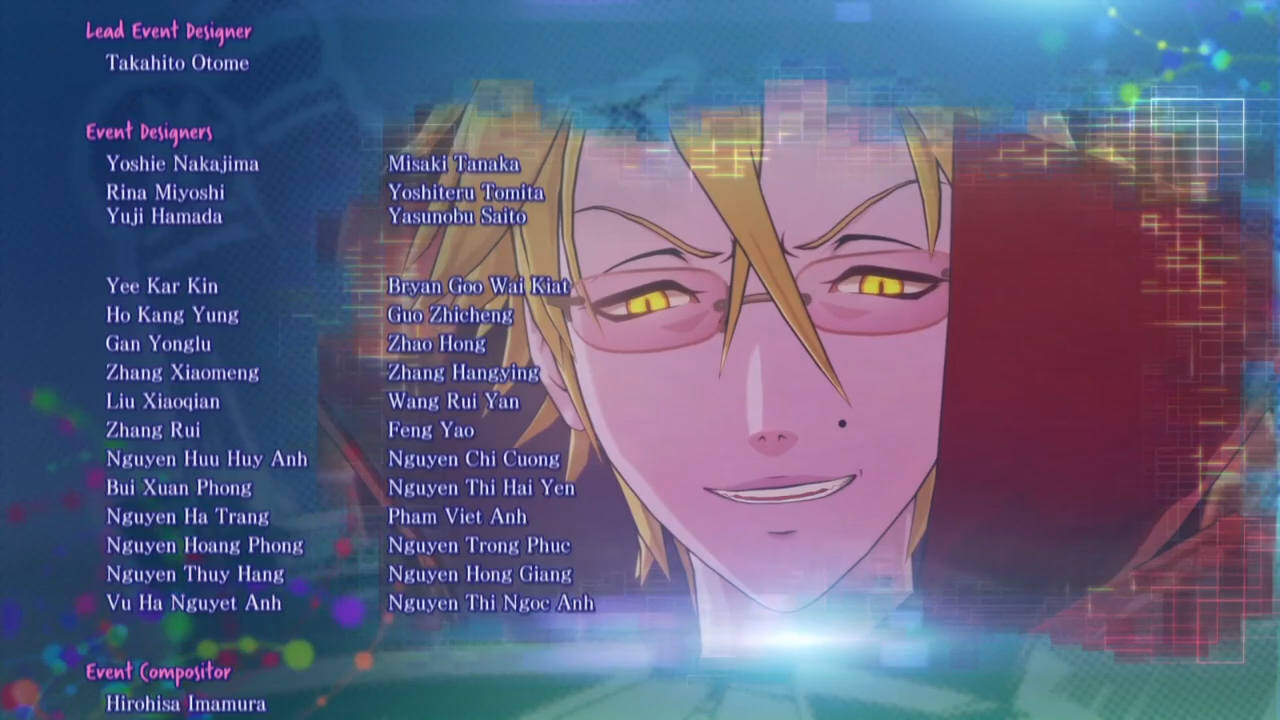 Lead Event Designer
Takahito Otome
Event Designers
Yoshie Nakajima Misaki Tanaka
Rina Miyoshi Yoshiteru Tomita
Yuji Hamada Yasunobu Saito
Yee Kar Kin Bryan Goo Wai Kiat
Ho Kang Yung Guo Zhicheng
Gan Yonglu Zhao Hong
Zhang Xiaomeng Zhang Hangying
Liu Xiaoqian Wang Rui Yan
Zhang Rui Feng Yao
Nguyen Huu Huy Anh Nguyen Chi Cuong
Bui Xuan Phong Nguyen Thi Hai Yen
Nguyen Ha Trang Pham Viet Anh
Nguyen Hoang Phong Nguyen Trong Phuc
Nguyen Thuy Hang Nguyen Hong Giang
Vu Ha Nguyet Anh Nguyen Thi Ngoc Anh
Event Compositor
Hirohisa Imamura